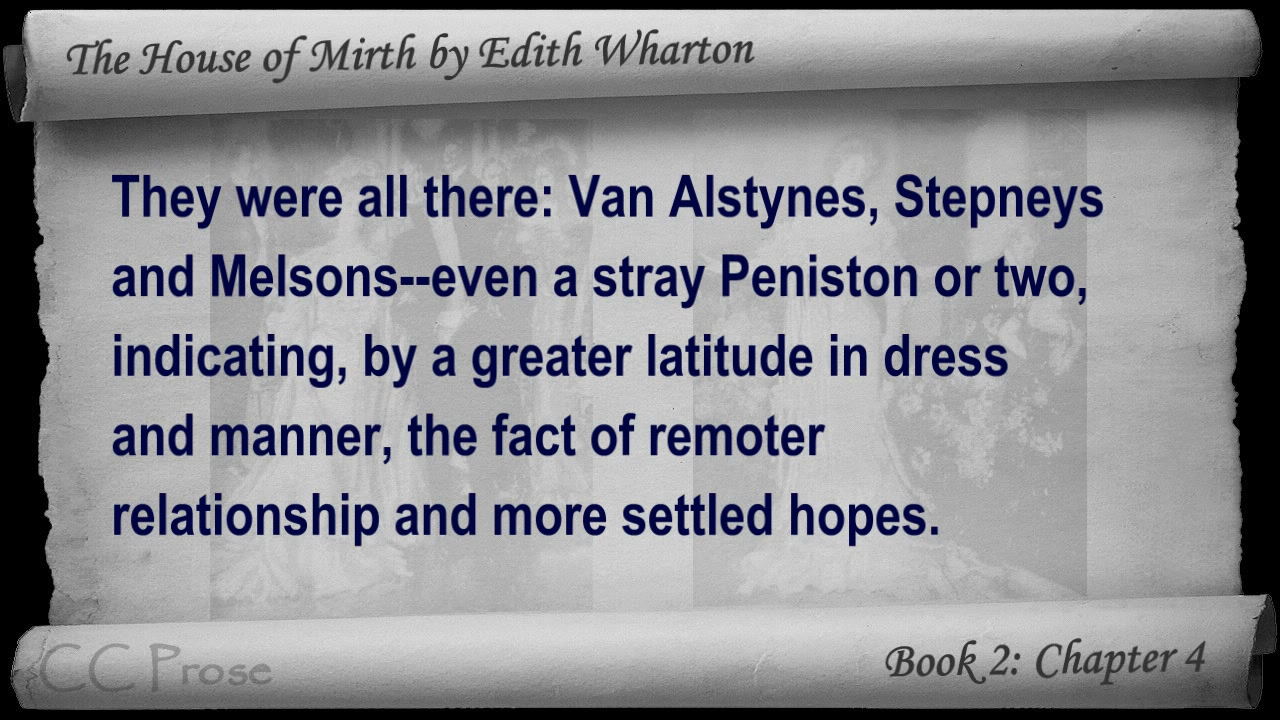 The House of Mirth by Edith Wharton
They were all there: Van Alstynes, Stepneys
and Melsons--even a stray Peniston or two,
indicating, by a greater latitude in dress
and manner, the fact of remoter
relationship and more settled hopes.
CC Prose
Book 2: Chapter 4